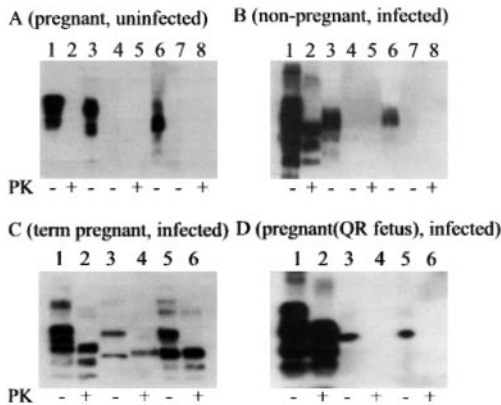 A (pregnant, uninfected)
1 2 3 4 5 6 7 8
PK - + - - + - - +
B (non-pregnant, infected)
1 2 3 4 5 6 7 8
- + - - + - - +
C (term pregnant, infected)
1 2 3 4 5 6
PK - + - + - +
D (pregnant(QR fetus), infected)
1 2 3 4 5 6
- + - + - +